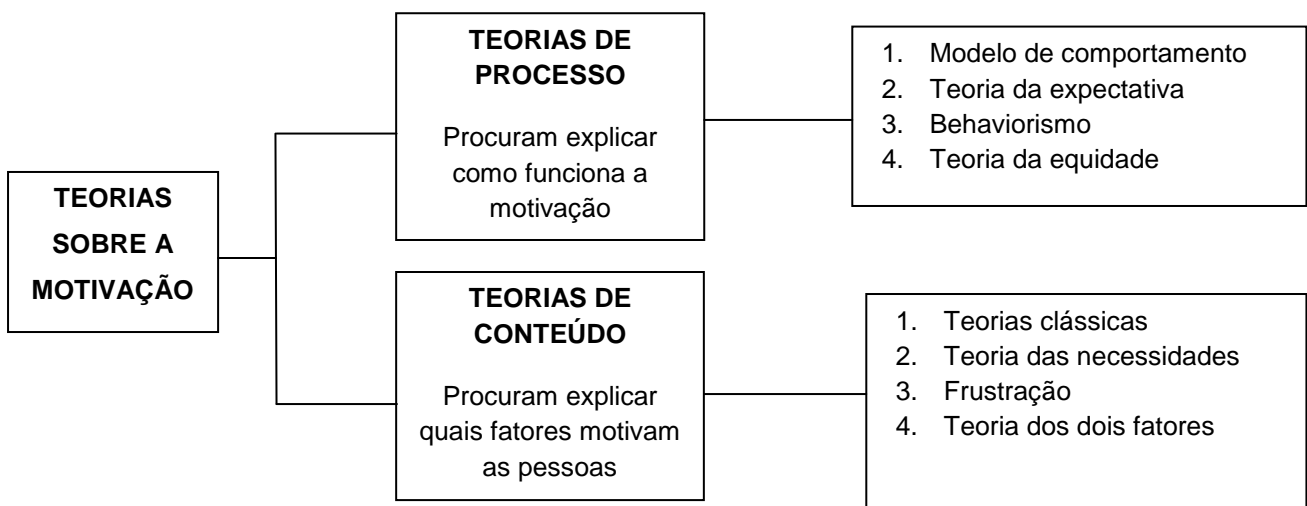 TEORIAS
SOBRE A
MOTIVAÇÃO
TEORIAS DE
PROCESSO
Procuram explicar
como funciona a
motivação
1. Modelo de comportamento
2. Teoria da expectativa
3. Behaviorismo
4. Teoria da equidade
TEORIAS DE
CONTEÚDO
Procuram explicar
quais fatores motivam
as pessoas
1. Teorias clássicas
2. Teoria das necessidades
3. Frustração
4. Teoria dos dois fatores